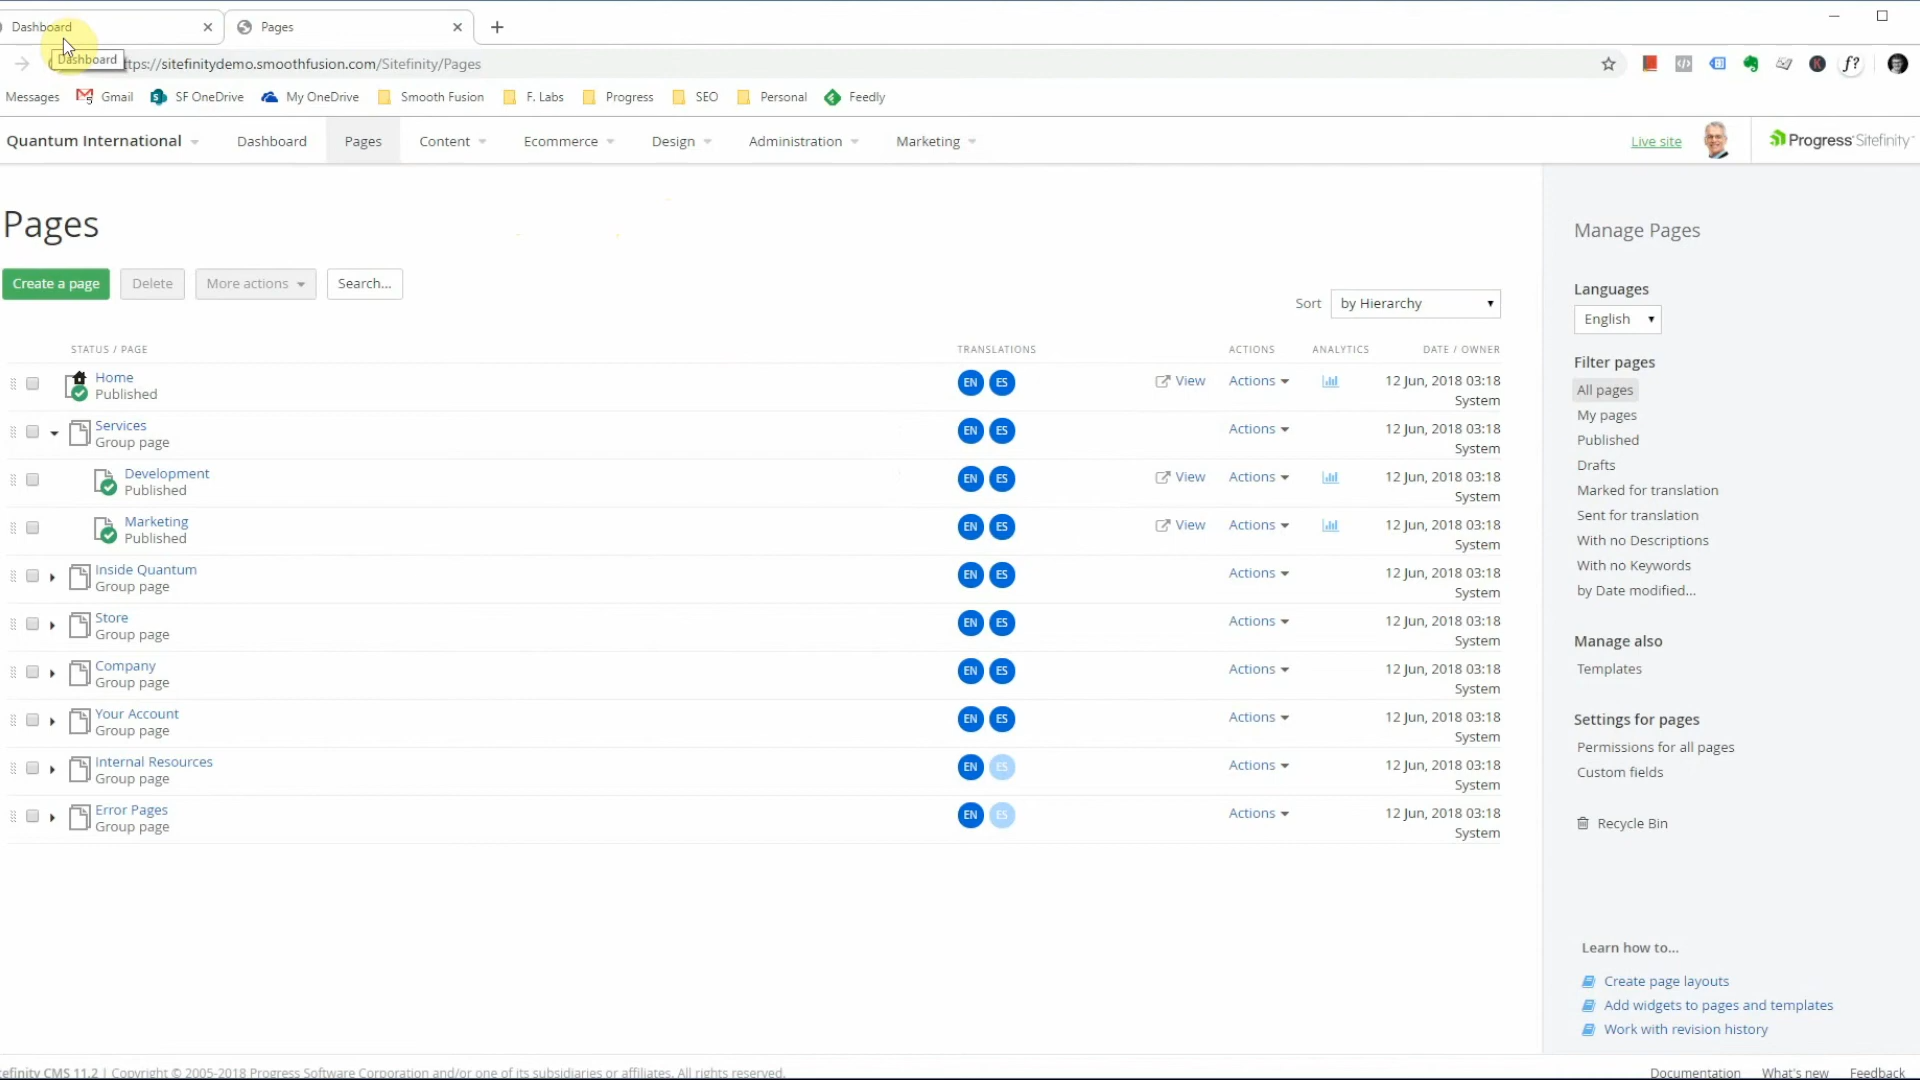 Dashboard
Pages
Dashboard
ttps://sitefinitydemo.smoothfusion.com/Sitefinity/Pages
f?
Messages Gmail SF OneDrive My OneDrive Smooth Fusion F. Labs Progress SEO Personal Feedly
Quantum International Dashboard Pages Content Ecommerce Design Administration Marketing Live site Progress Sitefinity
Pages
Create a page Delete More actions Search...
Sort by Hierarchy
STATUS / PAGE TRANSLATIONS ACTIONS ANALYTICS DATE / OWNER
Home EN ES View Actions 12 Jun, 2018 03:18
Published System
Services EN ES Actions 12 Jun, 2018 03:18
Group page System
Development EN ES View Actions 12 Jun, 2018 03:18
Published System
Marketing EN ES View Actions 12 Jun, 2018 03:18
Published System
Inside Quantum EN ES Actions 12 Jun, 2018 03:18
Group page System
Store EN ES Actions 12 Jun, 2018 03:18
Group page System
Company EN ES Actions 12 Jun, 2018 03:18
Group page System
Your Account EN ES Actions 12 Jun, 2018 03:18
Group page System
Internal Resources EN ES Actions 12 Jun, 2018 03:18
Group page System
Error Pages EN ES Actions 12 Jun, 2018 03:18
Group page System
Manage Pages
Languages
English
Filter pages
All pages
My pages
Published
Drafts
Marked for translation
Sent for translation
With no Descriptions
With no Keywords
by Date modified...
Manage also
Templates
Settings for pages
Permissions for all pages
Custom fields
Recycle Bin
Learn how to...
Create page layouts
Add widgets to pages and templates
Work with revision history
tefinity CMS 11.2 | Copyright © 2005-2018 Progress Software Corporation and/or one of its subsidiaries or affiliates. All rights reserved.
Documentation What's new Feedback